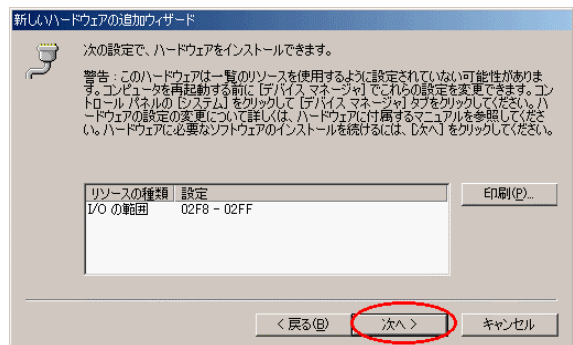 新しいハードウェアの追加ウィザード
次の設定で、ハードウェアをインストールできます。
警告 : このハードウェアは一覧のリソースを使用するように設定されていない可能性がありま
す。コンピュータを再起動する前に [デバイス マネージャ] でこれらの設定を変更できます。コン
トロール パネルの [システム] をクリックして [デバイス マネージャ] タブをクリックしてください。ハ
ードウェアの設定の変更について詳しくは、ハードウェアに付属するマニュアルを参照してくださ
い。ハードウェアに必要なソフトウェアのインストールを続けるには、[次へ] をクリックしてください。
リソースの種類 設定
I/O の範囲 02F8 - 02FF
印刷(P)...
< 戻る(B) 次へ > キャンセル